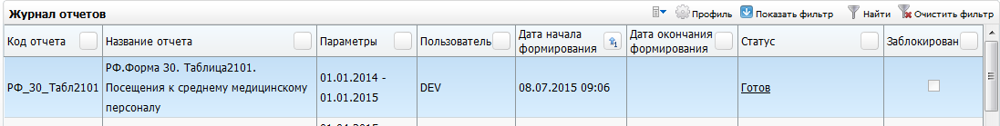 Журнал отчетов
Профиль Показать фильтр Найти Очистить фильтр
Код отчета Название отчета Параметры Пользователь Дата начала формирования Дата окончания формирования Статус Заблокирован
РФ_30_Табл2101
РФ.Форма 30. Таблица2101.
Посещения к среднему медицинскому
персоналу
01.01.2014 -
01.01.2015
DEV
08.07.2015 09:06
Готов